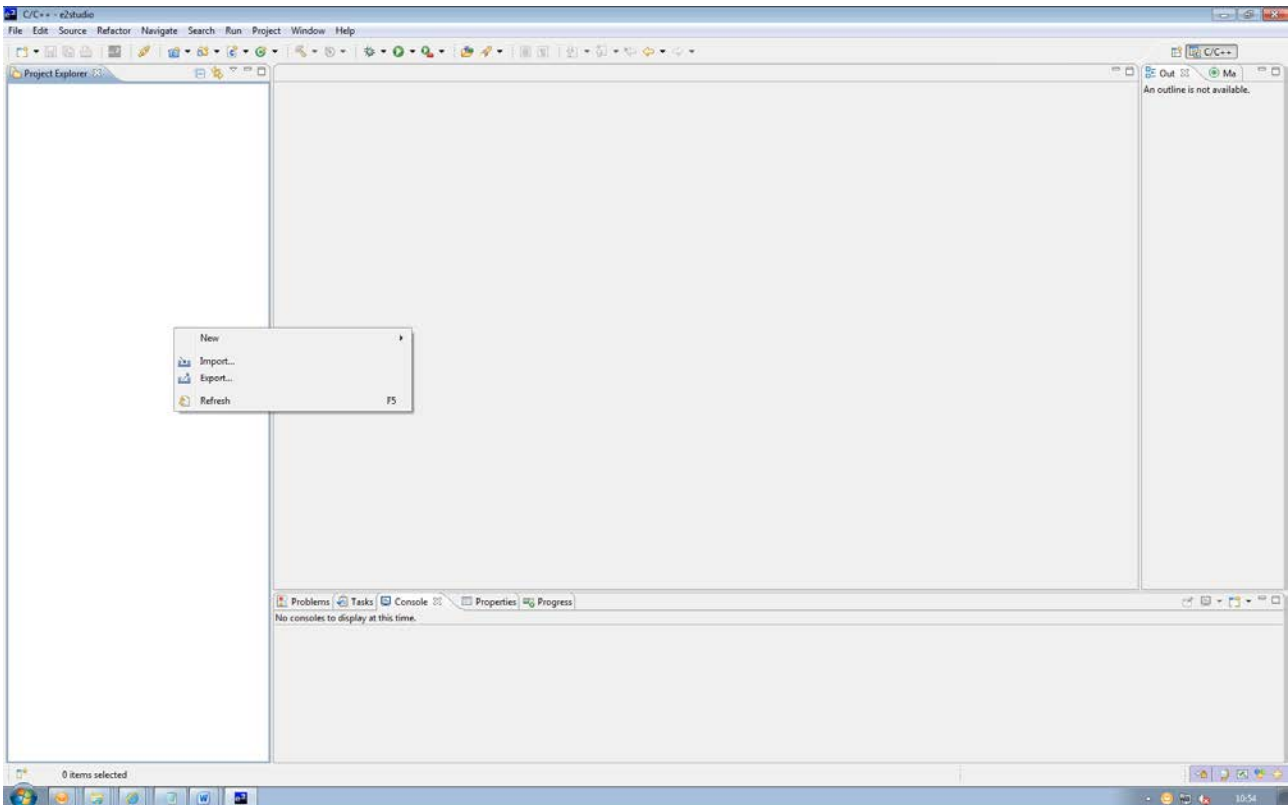 C/C++ - e2studio
File Edit Source Refactor Navigate Search Run Project Window Help
C/C++
Project Explorer
Out Ma
An outline is not available.
New
Import...
Export...
Refresh F5
Problems Tasks Console Properties Progress
No consoles to display at this time.
0 items selected
10:54